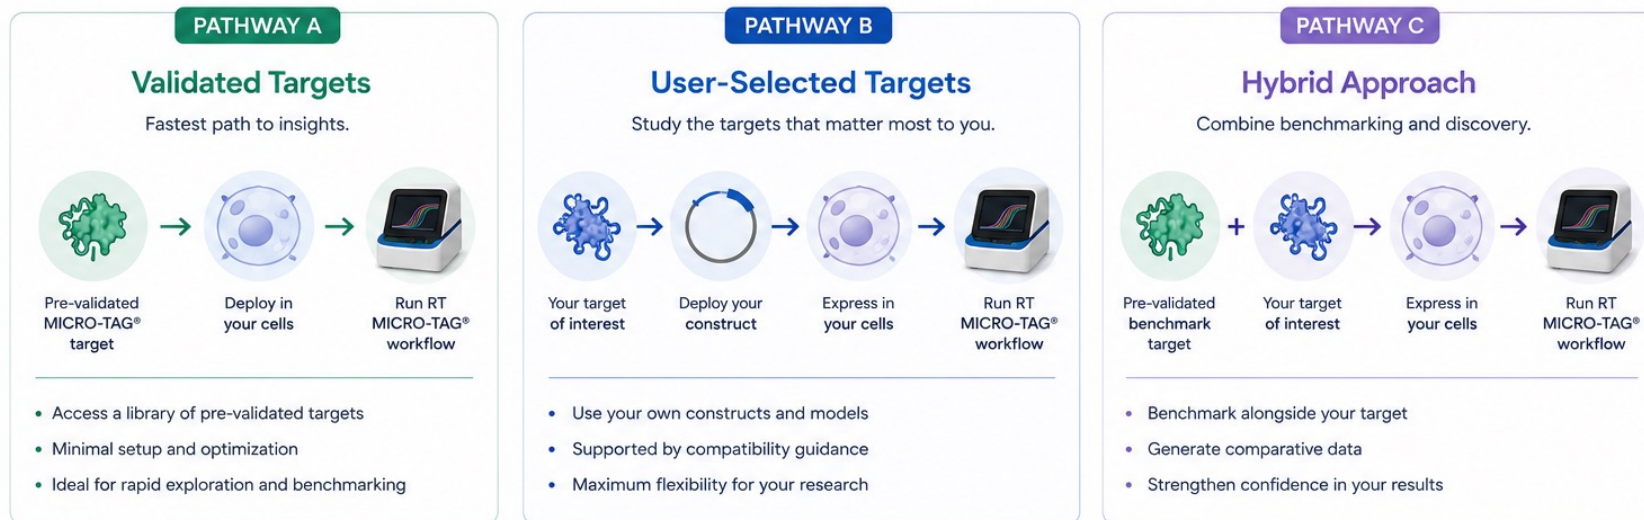 PATHWAY A
Validated Targets
Fastest path to insights.
Pre-validated
MICRO-TAG®
target
Deploy in
your cells
Run RT
MICRO-TAG®
workflow
• Access a library of pre-validated targets
• Minimal setup and optimization
• Ideal for rapid exploration and benchmarking
PATHWAY B
User-Selected Targets
Study the targets that matter most to you.
Your target
of interest
Deploy your
construct
Express in
your cells
Run RT
MICRO-TAG®
workflow
• Use your own constructs and models
• Supported by compatibility guidance
• Maximum flexibility for your research
PATHWAY C
Hybrid Approach
Combine benchmarking and discovery.
Pre-validated
benchmark
target
+
Your target
of interest
Express in
your cells
Run RT
MICRO-TAG®
workflow
• Benchmark alongside your target
• Generate comparative data
• Strengthen confidence in your results